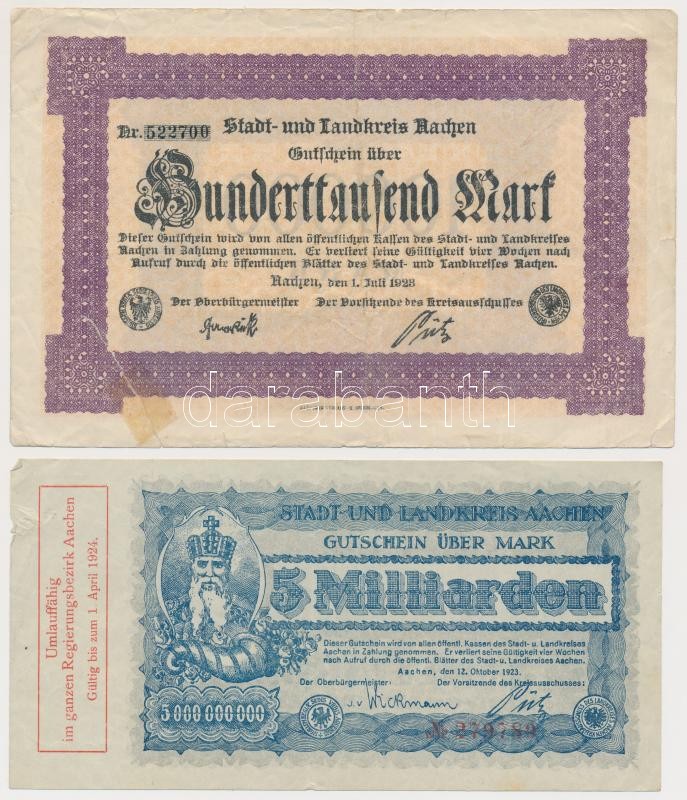 Nr. 522700
Stadt- und Landkreis Aachen
Gutschein über
Hunderttausend Mark
Dieser Gutschein wird von allen öffentlichen Kassen des Stadt- und Landkreises
Aachen in Zahlung genommen. Er verliert seine Gültigkeit vier Wochen nach
Aufruf durch die öffentlichen Blätter des Stadt- und Landkreises Aachen.
Aachen, den 1. Juli 1923
Der Oberbürgermeister Der Vorsitzende des Kreisausschusses
Pütz
darabanth
Umlauffähig
im ganzen Regierungsbezirk Aachen
Gültig bis zum 1. April 1924.
STADT- UND LANDKREIS AACHEN
GUTSCHEIN ÜBER MARK
5 Milliarden
Dieser Gutschein wird von allen öffentl. Kassen des Stadt- u. Landkreises
Aachen in Zahlung genommen. Er verliert seine Gültigkeit vier Wochen
nach Aufruf durch die öffentl. Blätter des Stadt- u. Landkreises Aachen.
Aachen, den 12. Oktober 1923.
Der Oberbürgermeister: Der Vorsitzende des Kreisausschusses:
J.V. Wickmann Pütz
5 000 000 000
№ 279789